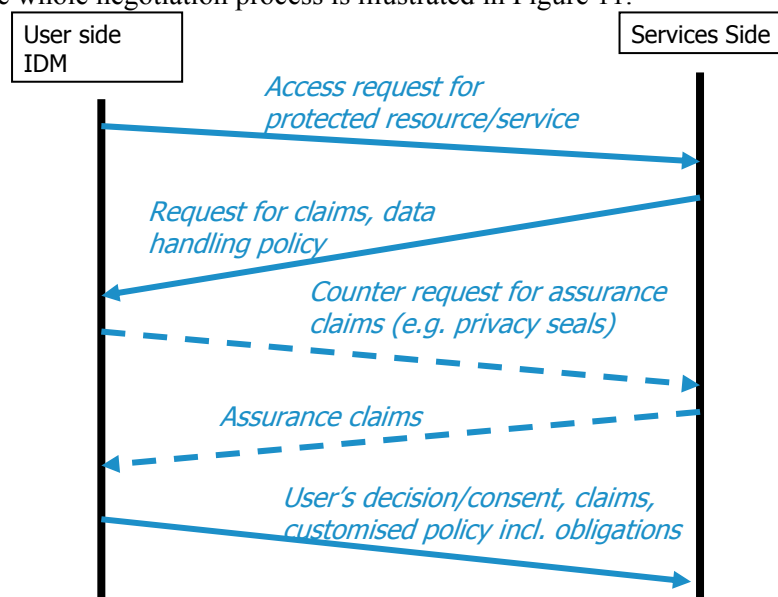 e whole negotiation process is illustrated in Figure 11.
User side
IDM
Services Side
Access request for
protected resource/service
Request for claims, data
handling policy
Counter request for assurance
claims (e.g. privacy seals)
Assurance claims
User's decision/consent, claims,
customised policy incl. obligations